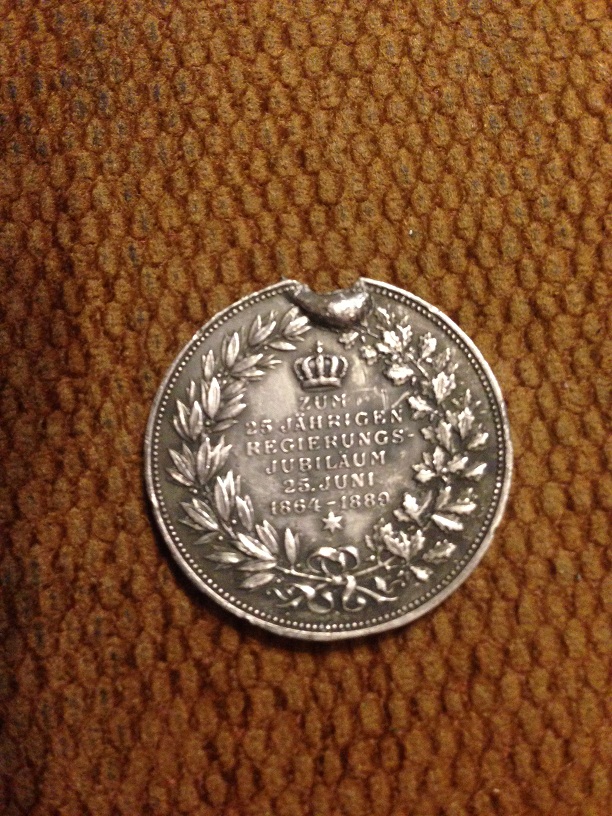 ZUM
25 JÄHRIGEN
REGIERUNGS-
JUBILÄUM
25. JUNI
1864-1889